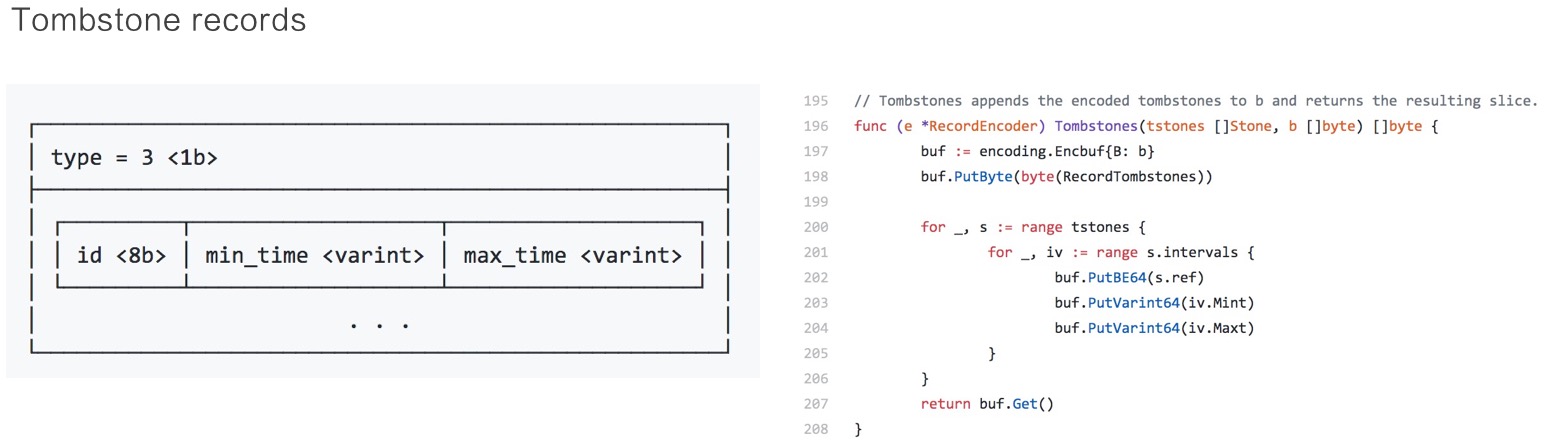 Tombstone records
type = 3 <1b>
id <8b> min_time <varint> max_time <varint>
. . .
195 // Tombstones appends the encoded tombstones to b and returns the resulting slice.
196 func (e *RecordEncoder) Tombstones(tstones []Stone, b []byte) []byte {
197 buf := encoding.Encbuf{B: b}
198 buf.PutByte(byte(RecordTombstones))
199
200 for _, s := range tstones {
201 for _, iv := range s.intervals {
202 buf.PutBE64(s.ref)
203 buf.PutVarint64(iv.Mint)
204 buf.PutVarint64(iv.Maxt)
205 }
206 }
207 return buf.Get()
208 }